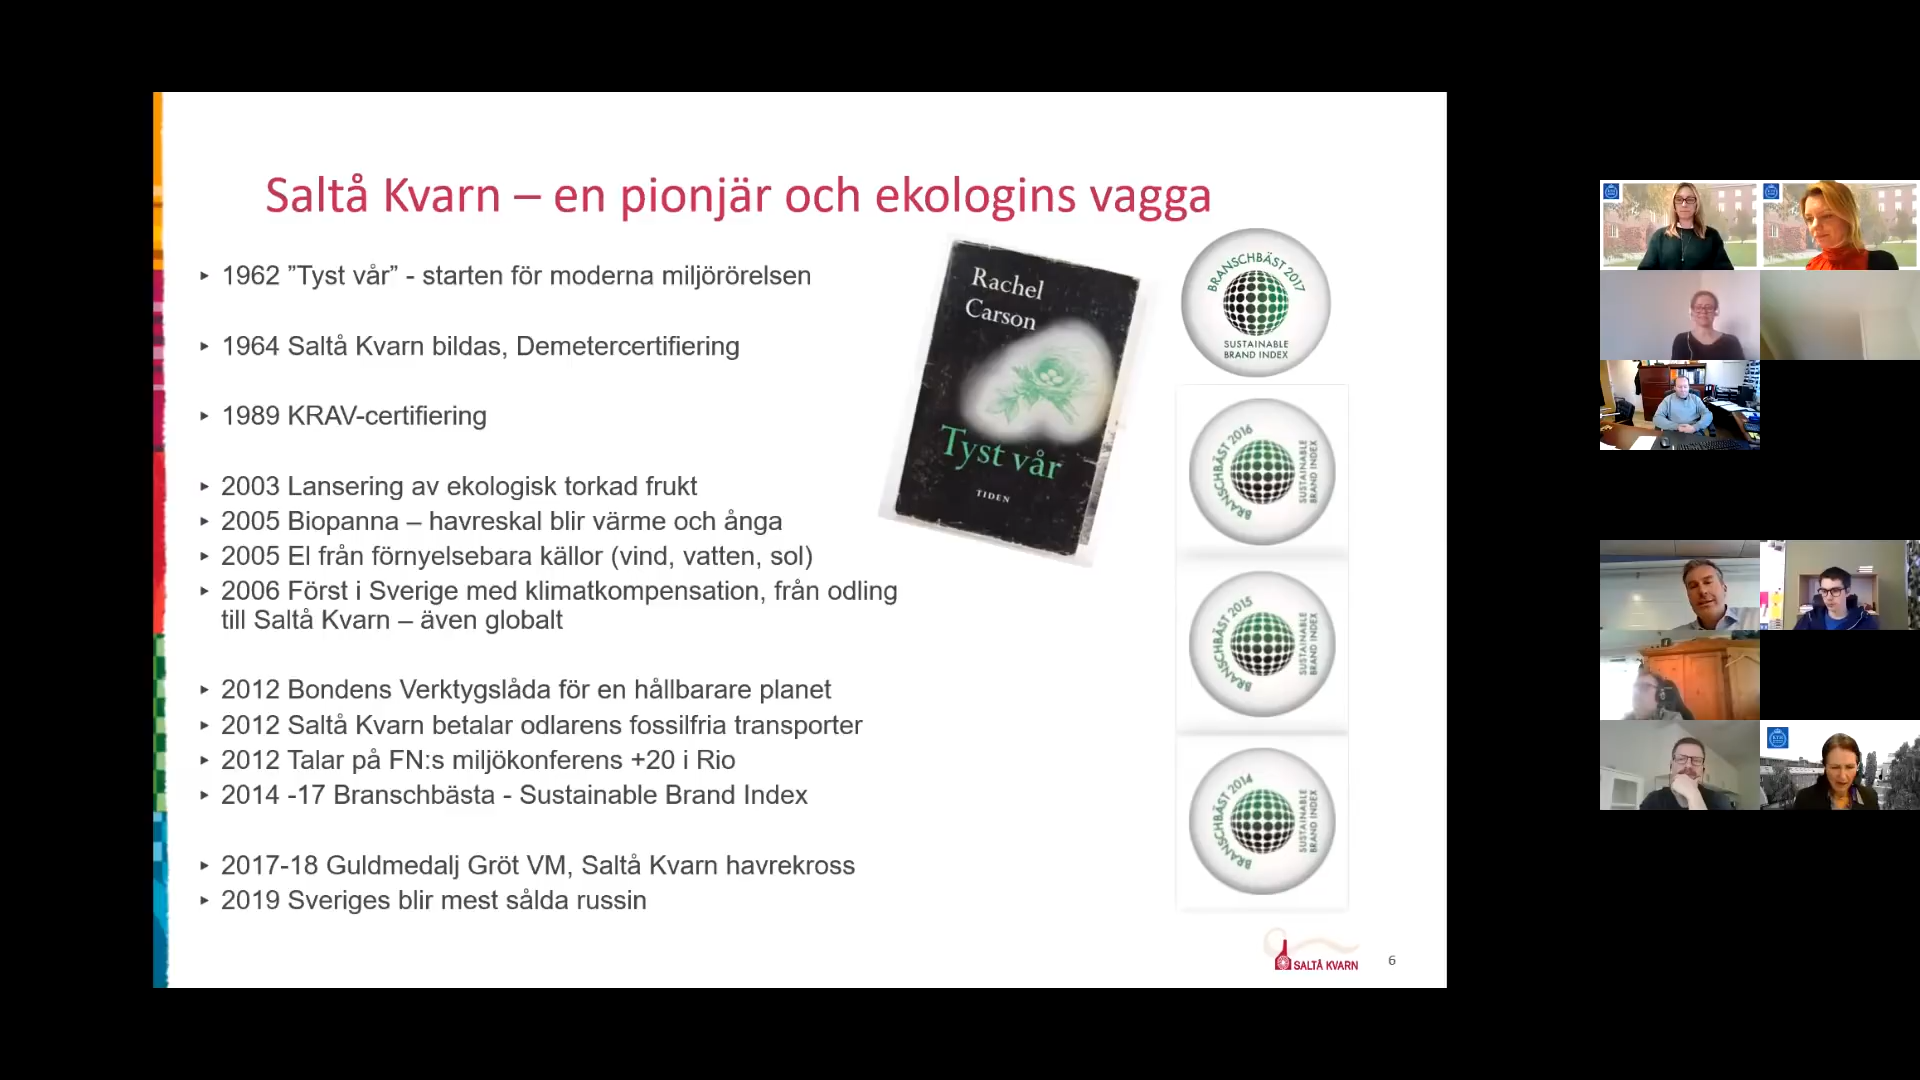 Saltå Kvarn – en pionjär och ekologins vagga
‣ 1962 ”Tyst vår” - starten för moderna miljörörelsen
‣ 1964 Saltå Kvarn bildas, Demetercertifiering
‣ 1989 KRAV-certifiering
‣ 2003 Lansering av ekologisk torkad frukt
‣ 2005 Biopanna – havreskal blir värme och ånga
‣ 2005 El från förnyelsebara källor (vind, vatten, sol)
‣ 2006 Först i Sverige med klimatkompensation, från odling
till Saltå Kvarn – även globalt
‣ 2012 Bondens Verktygslåda för en hållbarare planet
‣ 2012 Saltå Kvarn betalar odlarens fossilfria transporter
‣ 2012 Talar på FN:s miljökonferens +20 i Rio
‣ 2014 -17 Branschbästa - Sustainable Brand Index
‣ 2017-18 Guldmedalj Gröt VM, Saltå Kvarn havrekross
‣ 2019 Sveriges blir mest sålda russin
Rachel
Carson
Tyst vår
TIDEN
BRANSCHBÄST 2017
SUSTAINABLE
BRAND INDEX
BRANSCHBÄST 2016
SUSTAINABLE
BRAND INDEX
BRANSCHBÄST 2015
SUSTAINABLE
BRAND INDEX
BRANSCHBÄST 2014
SUSTAINABLE
BRAND INDEX
SALTÅ KVARN
6